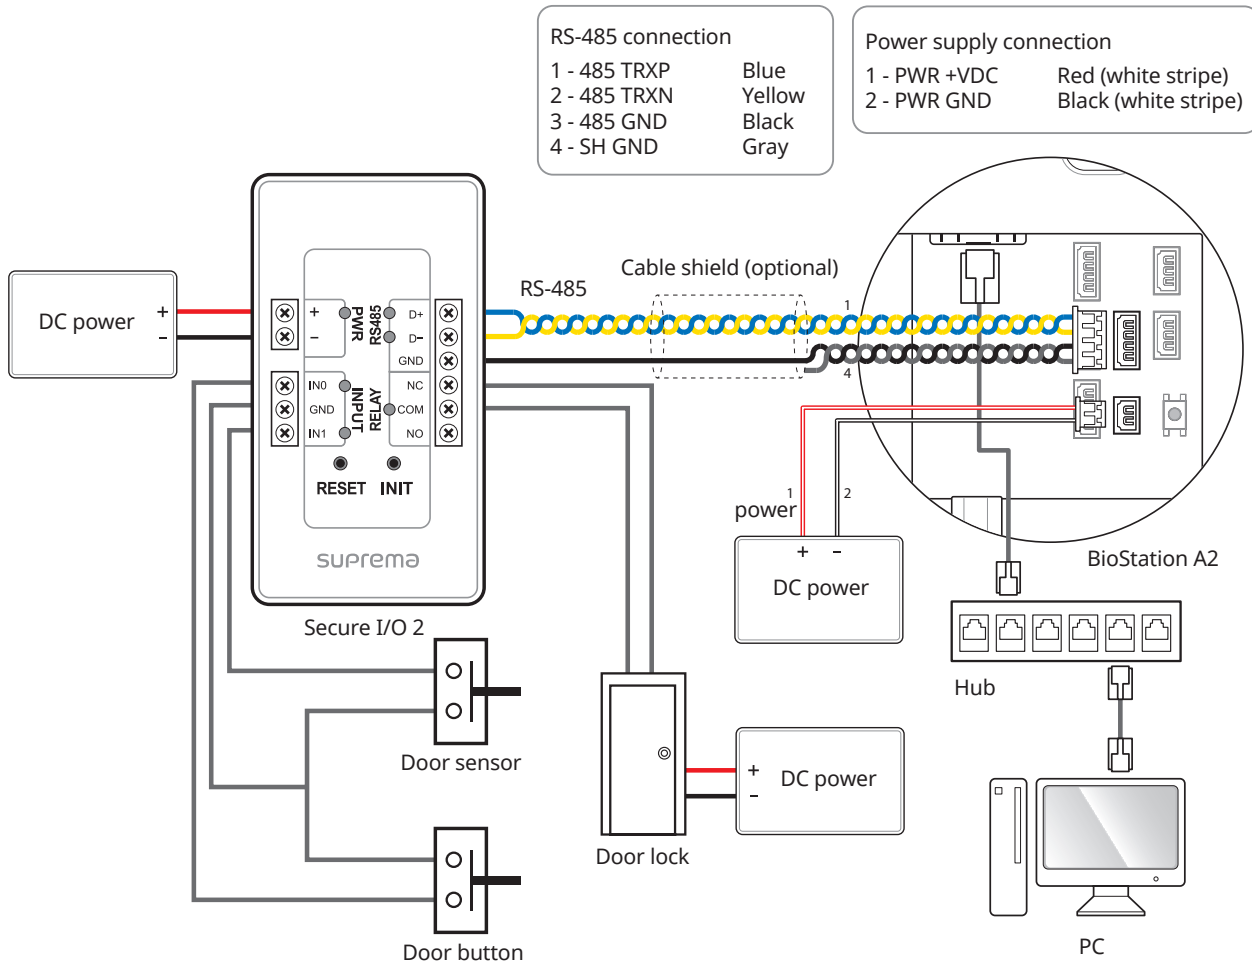 RS-485 connection
1 - 485 TRXP Blue
2 - 485 TRXN Yellow
3 - 485 GND Black
4 - SH GND Gray
Power supply connection
1 - PWR +VDC Red (white stripe)
2 - PWR GND Black (white stripe)
DC power + −
+ −
PWR
RS485
D+
D−
GND
IN0
GND
IN1
INPUT
RELAY
NC
COM
NO
RESET INIT
suprema
Secure I/O 2
RS-485
Cable shield (optional)
1
4
power
1
2
+ −
DC power
BioStation A2
Hub
Door sensor
Door button
Door lock
+
−
DC power
PC